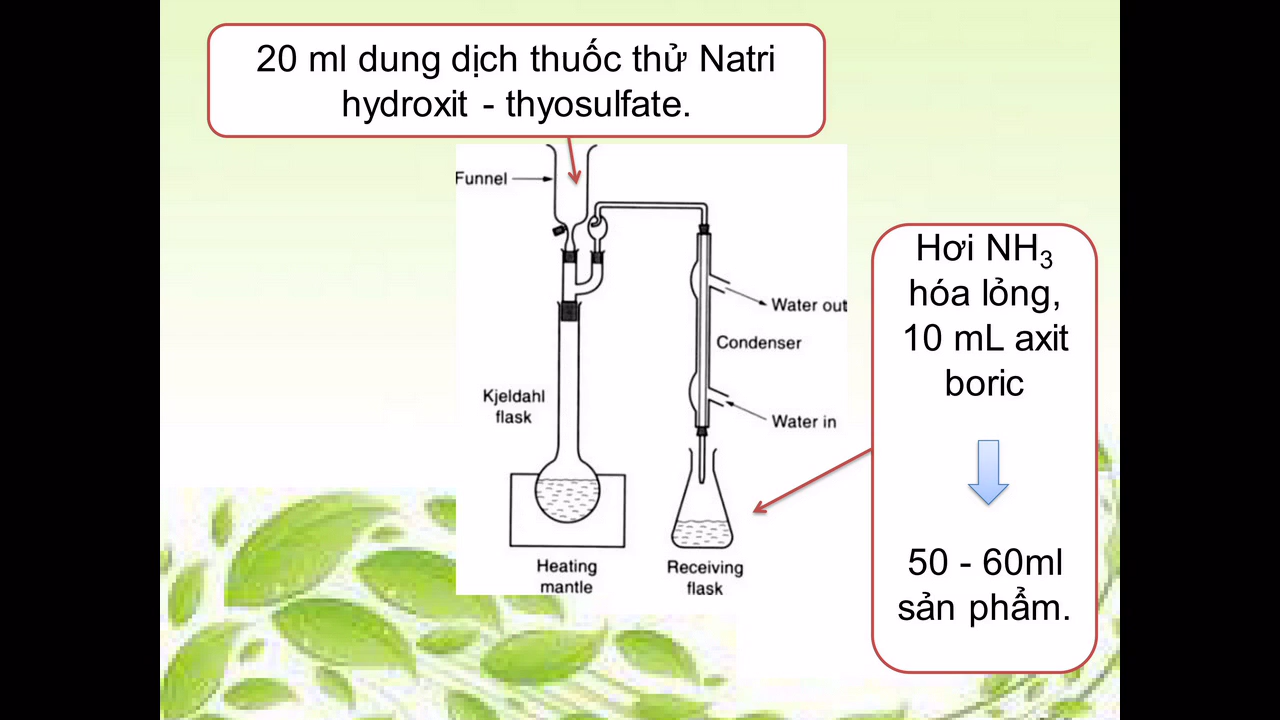 20 ml dung dịch thuốc thử Natri
hydroxit - thyosulfate.
Funnel
Hơi NH₃
hóa lỏng,
10 mL axit
boric
Water out
Condenser
Kjeldahl
flask
Water in
50 - 60ml
sản phẩm.
Heating
mantle
Receiving
flask